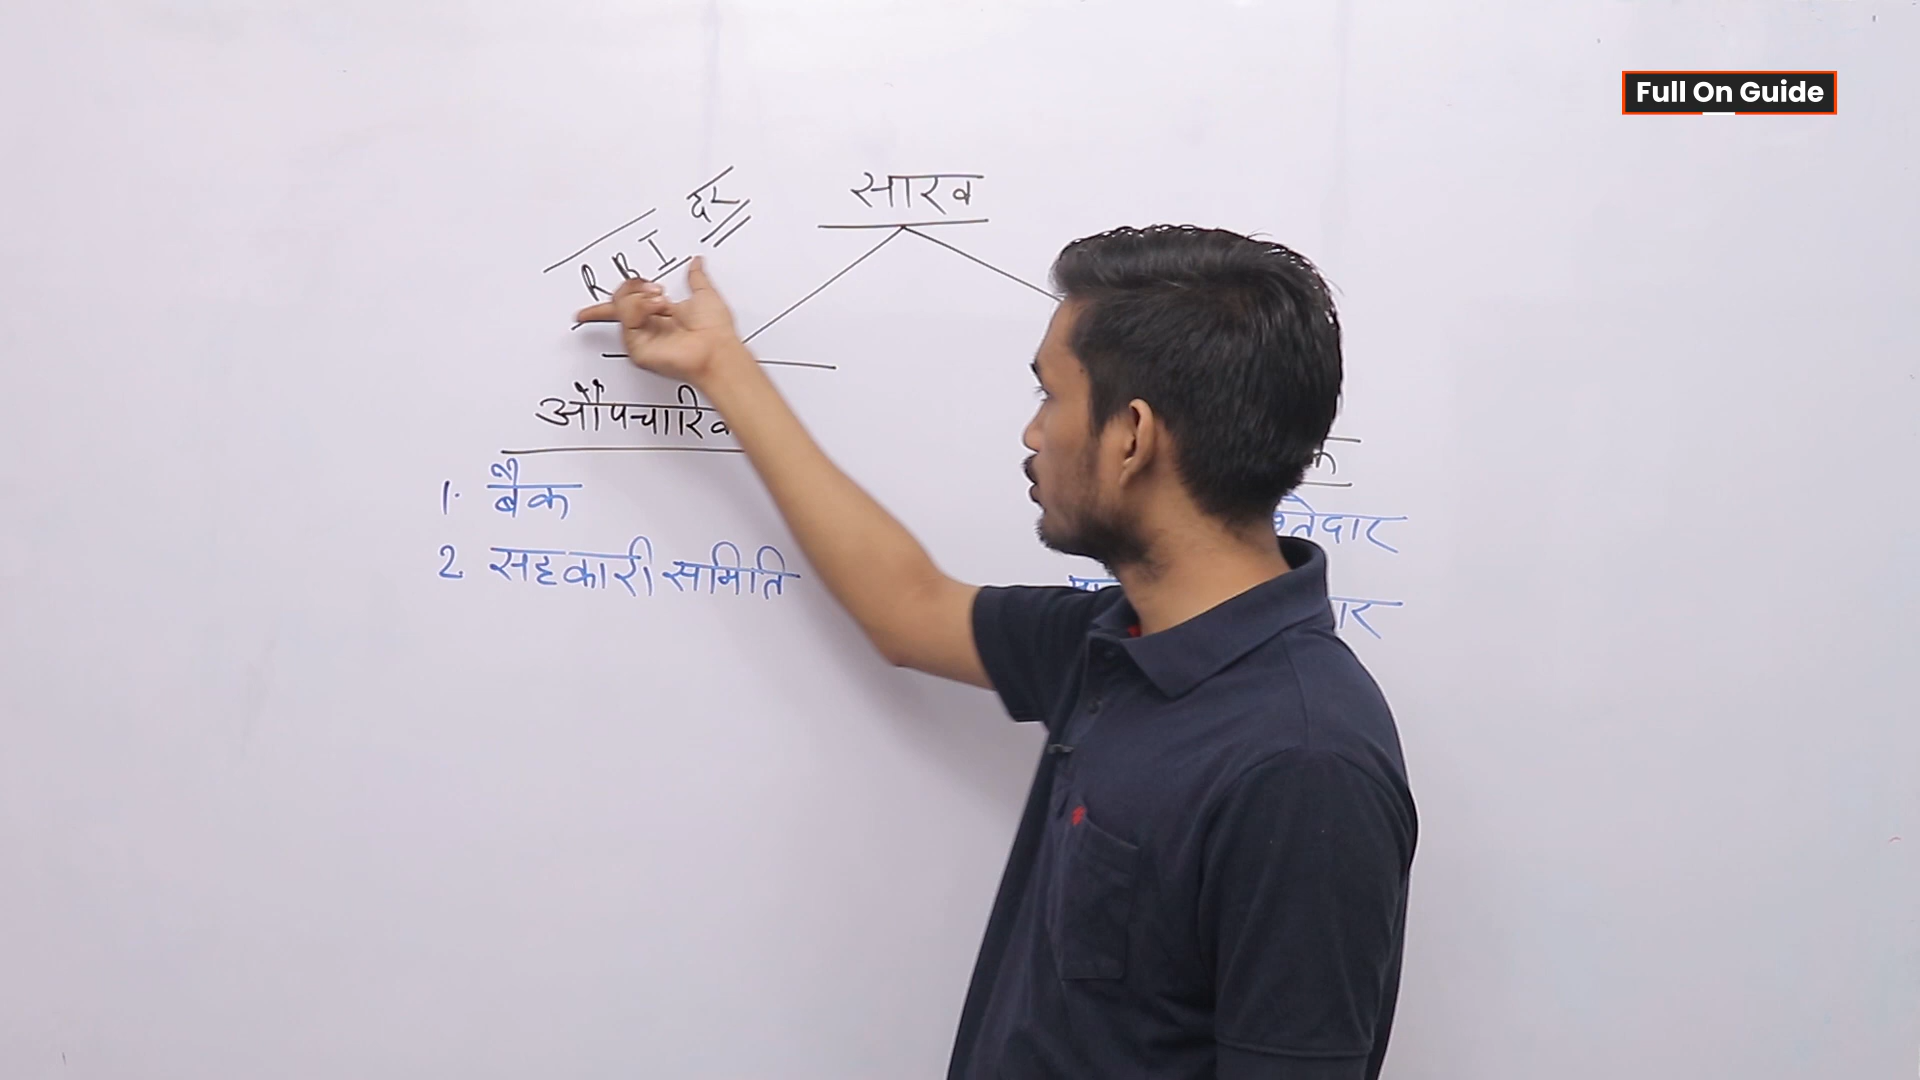 Full On Guide
साख
RBI दर
औपचारिक
1. बैंक
2. सहकारी समिति